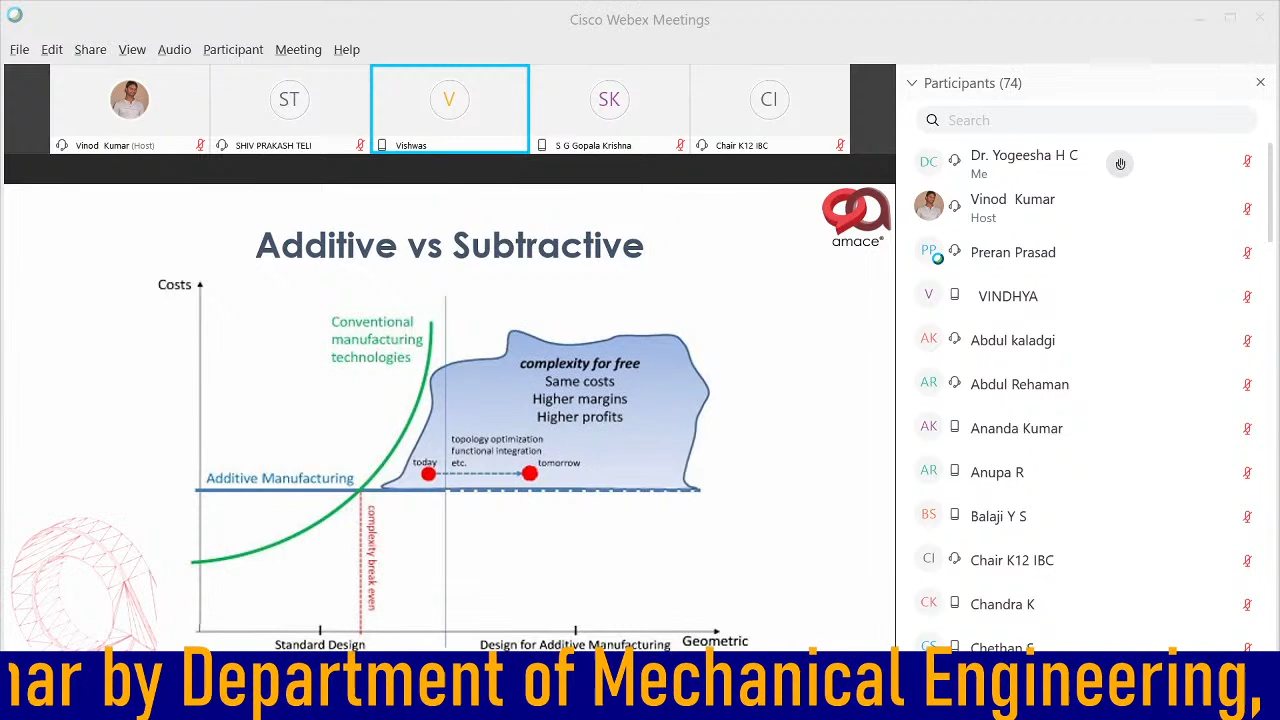 Cisco Webex Meetings
File Edit Share View Audio Participant Meeting Help
ST V SK CI
Vinod Kumar (Host) SHIV PRAKASH TELI Vishwas S G Gopala Krishna Chair K12 IBC
Participants (74)
Search
DC Dr. Yogeesha H C
Me
Vinod Kumar
Host
PP Preran Prasad
V VINDHYA
AK Abdul kaladgi
AR Abdul Rehaman
AK Ananda Kumar
AR Anupa R
BS Balaji Y S
CI Chair K12 IBC
CK Chandra K
CS Chethan S
amace®
Additive vs Subtractive
Costs
Conventional
manufacturing
technologies
complexity for free
Same costs
Higher margins
Higher profits
topology optimization
functional integration
etc.
today
tomorrow
Additive Manufacturing
complexity break even
Geometric
Standard Design
Design for Additive Manufacturing
nar by Department of Mechanical Engineering,